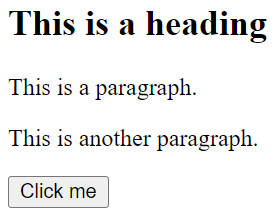 This is a heading
This is a paragraph.
This is another paragraph.
Click me